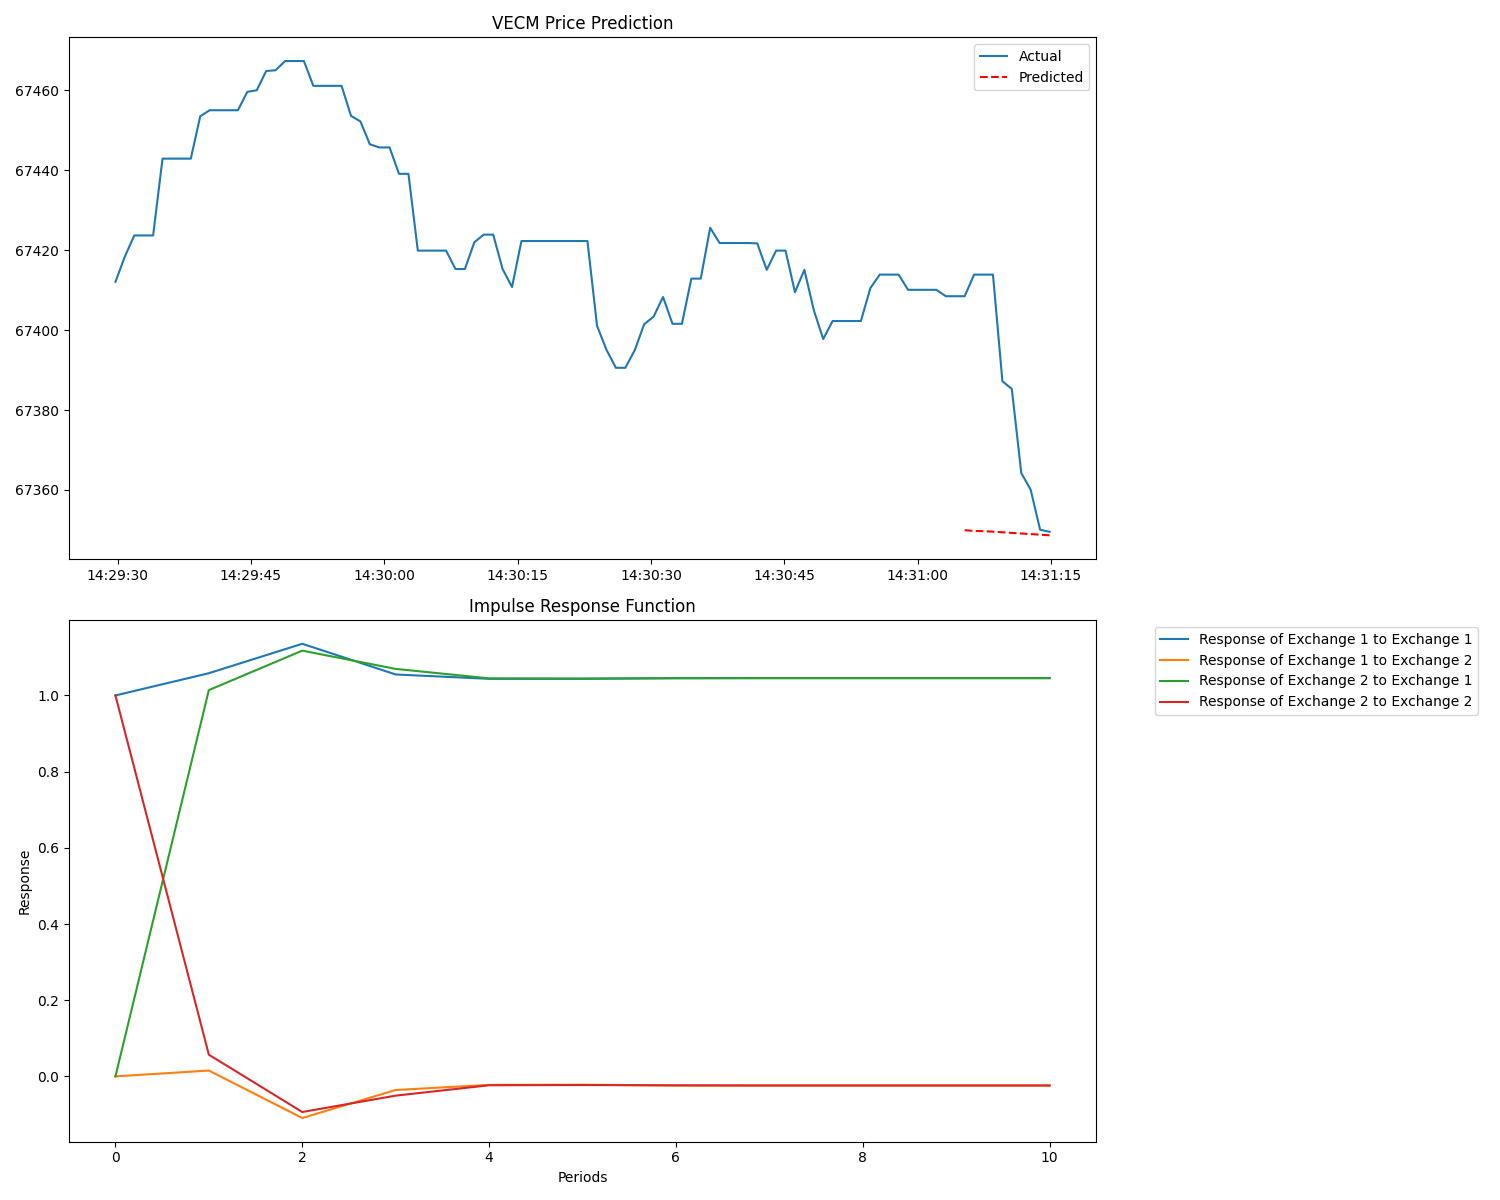 VECM Price Prediction
Actual
Predicted
67460
67440
67420
67400
67380
67360
14:29:30 14:29:45 14:30:00 14:30:15 14:30:30 14:30:45 14:31:00 14:31:15
Impulse Response Function
Response of Exchange 1 to Exchange 1
Response of Exchange 1 to Exchange 2
Response of Exchange 2 to Exchange 1
Response of Exchange 2 to Exchange 2
Response
1.0
0.8
0.6
0.4
0.2
0.0
0 2 4 6 8 10
Periods